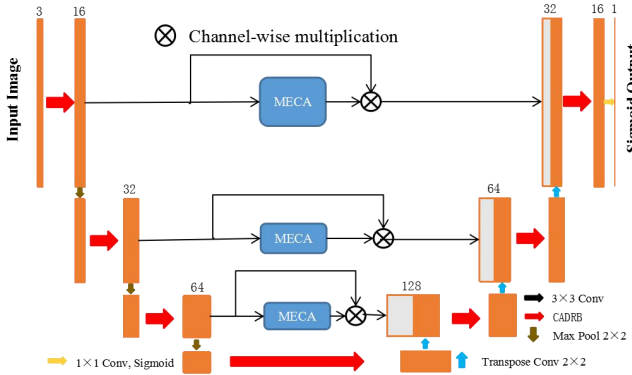 3
16
32
16
1
Channel-wise multiplication
Input Image
MECA
Sigmoid Output
32
64
MECA
64
128
MECA
3×3 Conv
CADRB
Max Pool 2×2
1×1 Conv, Sigmoid
Transpose Conv 2×2